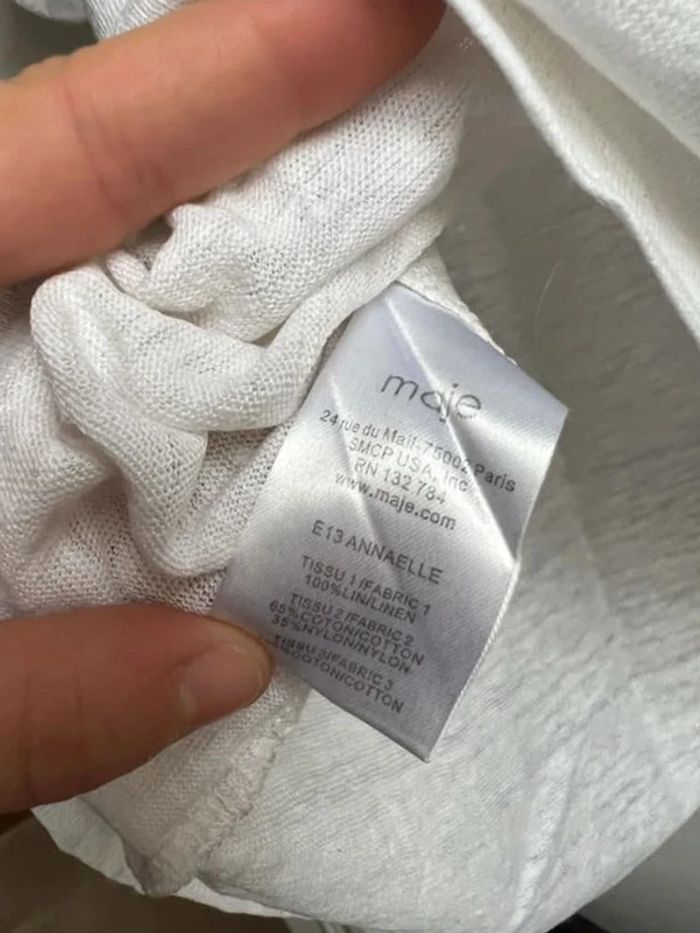 maje
24 rue du Mail-75002 Paris
SMCP USA, Inc
RN 132 784
www.maje.com
E13 ANNAELLE
TISSU 1/FABRIC 1
100%LIN/LINEN
TISSU 2/FABRIC 2
65%COTON/COTTON
35%NYLON/NYLON
TISSU 3/FABRIC 3
COTON/COTTON